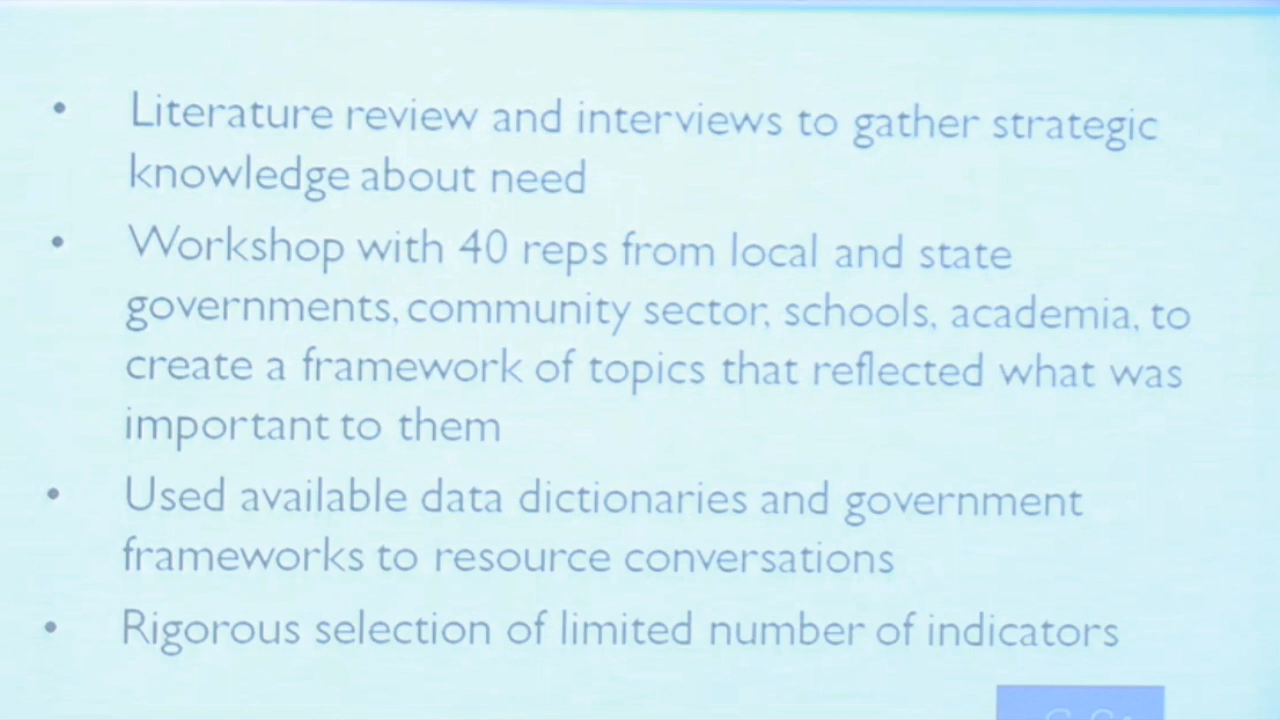 • Literature review and interviews to gather strategic
knowledge about need
• Workshop with 40 reps from local and state
governments, community sector, schools, academia, to
create a framework of topics that reflected what was
important to them
• Used available data dictionaries and government
frameworks to resource conversations
• Rigorous selection of limited number of indicators